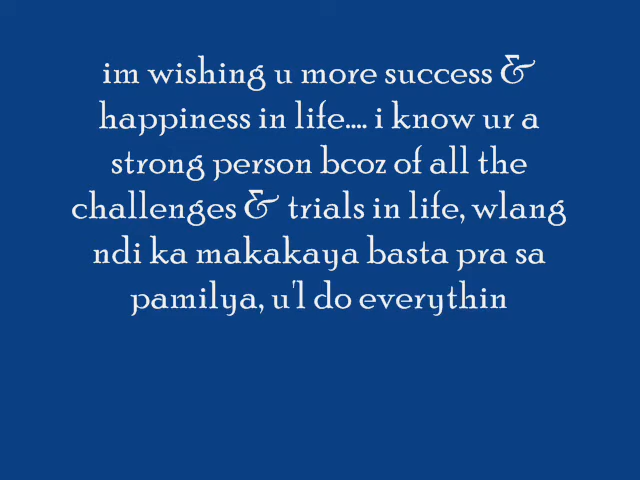 im wishing u more success &
happiness in life.... i know ur a
strong person bcoz of all the
challenges & trials in life, wlang
ndi ka makakaya basta pra sa
pamilya, u'l do everythin